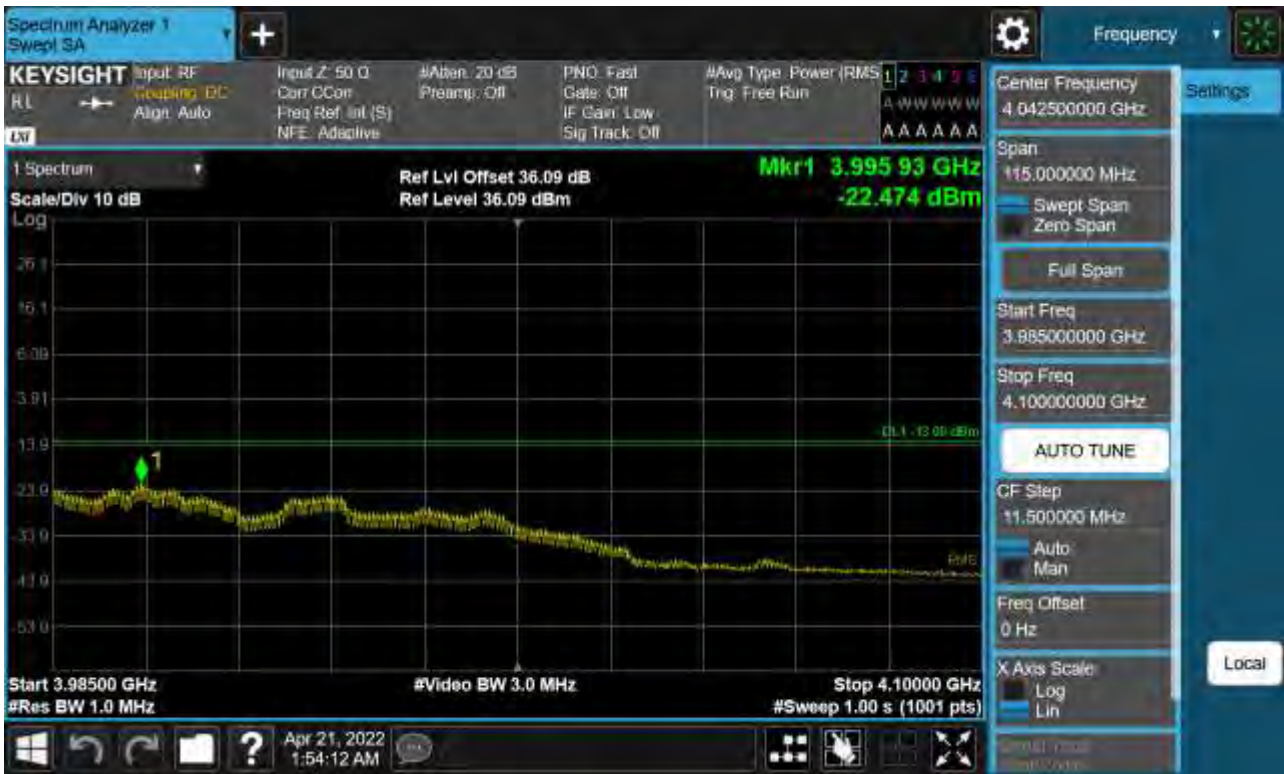 Spectrum Analyzer 1
Swept SA
Frequency
KEYSIGHT
RL
Input: RF
Coupling: DC
Align: Auto
Input Z: 50 Ω
Corr CCorr
Freq Ref: Int (S)
NFE: Adaptive
#Atten: 20 dB
Preamp: Off
PNO: Fast
Gate: Off
IF Gain: Low
Sig Track: Off
#Avg Type: Power (RMS
Trig: Free Run
1 2 3 4 5 6
A W W W W W
A A A A A A
1 Spectrum
Scale/Div 10 dB
Log
Ref Lvl Offset 36.09 dB
Ref Level 36.09 dBm
Mkr1 3.995 93 GHz
-22.474 dBm
26.1
16.1
6.09
-3.91
-13.9
-23.9
-33.9
-43.9
-53.9
DL1 -13.00 dBm
1
RMS
Start 3.98500 GHz
#Res BW 1.0 MHz
#Video BW 3.0 MHz
Stop 4.10000 GHz
#Sweep 1.00 s (1001 pts)
Center Frequency
4.042500000 GHz
Settings
Span
115.000000 MHz
Swept Span
Zero Span
Full Span
Start Freq
3.985000000 GHz
Stop Freq
4.100000000 GHz
AUTO TUNE
CF Step
11.500000 MHz
Auto
Man
Freq Offset
0 Hz
X Axis Scale
Log
Lin
Local
?
Apr 21, 2022
1:54:12 AM